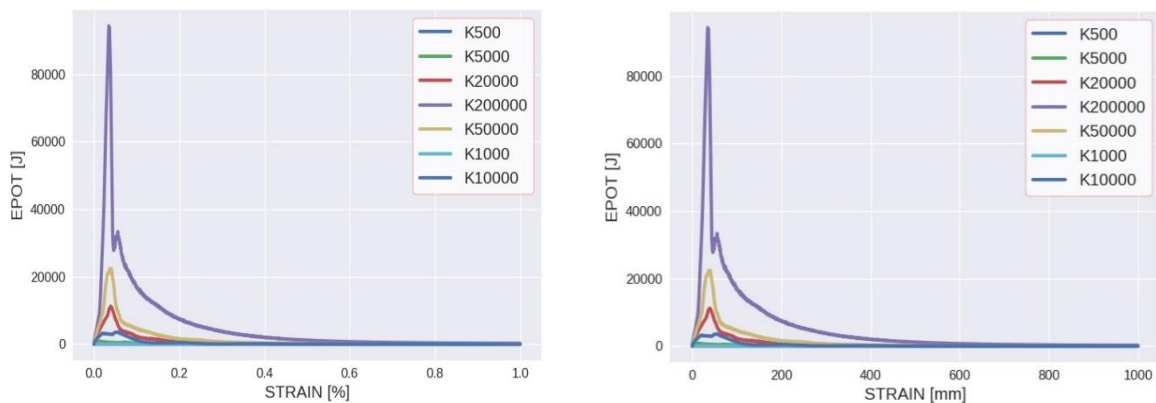 EPOT [J]
80000
60000
40000
20000
0
0.0 0.2 0.4 0.6 0.8 1.0
STRAIN [%]
K500
K5000
K20000
K200000
K50000
K1000
K10000
EPOT [J]
80000
60000
40000
20000
0
0 200 400 600 800 1000
STRAIN [mm]
K500
K5000
K20000
K200000
K50000
K1000
K10000